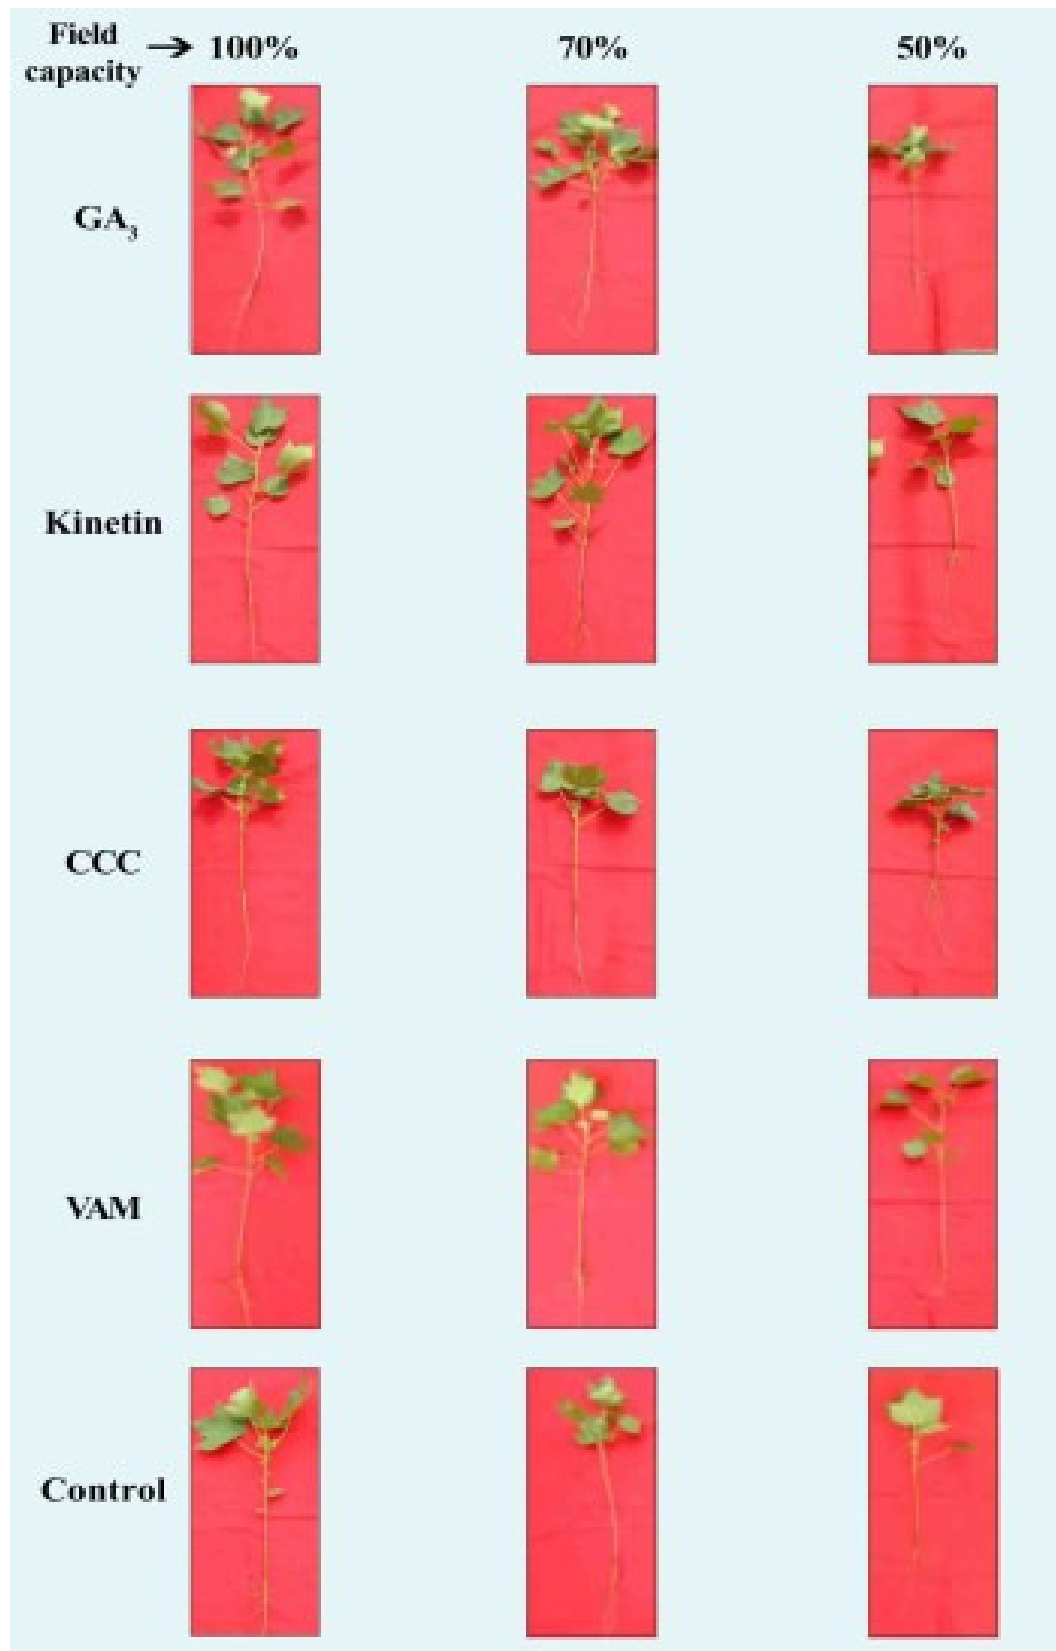 Field
capacity → 100% 70% 50%
GA₃
Kinetin
CCC
VAM
Control